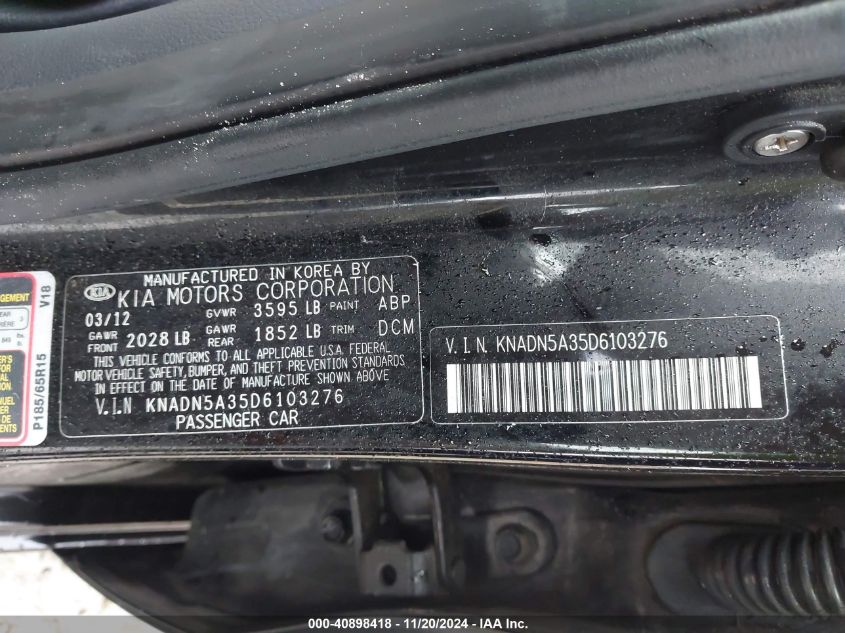 MANUFACTURED IN KOREA BY
KIA KIA MOTORS CORPORATION
03/12 GVWR 3595 LB PAINT ABP
GAWR FRONT 2028 LB GAWR REAR 1852 LB TRIM DCM
THIS VEHICLE CONFORMS TO ALL APPLICABLE U.S.A. FEDERAL
MOTOR VEHICLE SAFETY, BUMPER, AND THEFT PREVENTION STANDARDS
IN EFFECT ON THE DATE OF MANUFACTURE SHOWN ABOVE
V.I.N KNADN5A35D6103276
PASSENGER CAR
V.I.N. KNADN5A35D6103276
V18
P185/65R15
000-40898418 - 11/20/2024 - IAAI Inc.